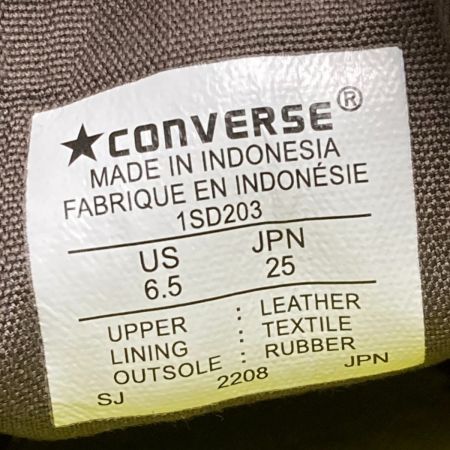 ★CONVERSE®
MADE IN INDONESIA
FABRIQUE EN INDONÉSIE
1SD203
US JPN
6.5 25
UPPER : LEATHER
LINING : TEXTILE
OUTSOLE : RUBBER
SJ 2208 JPN